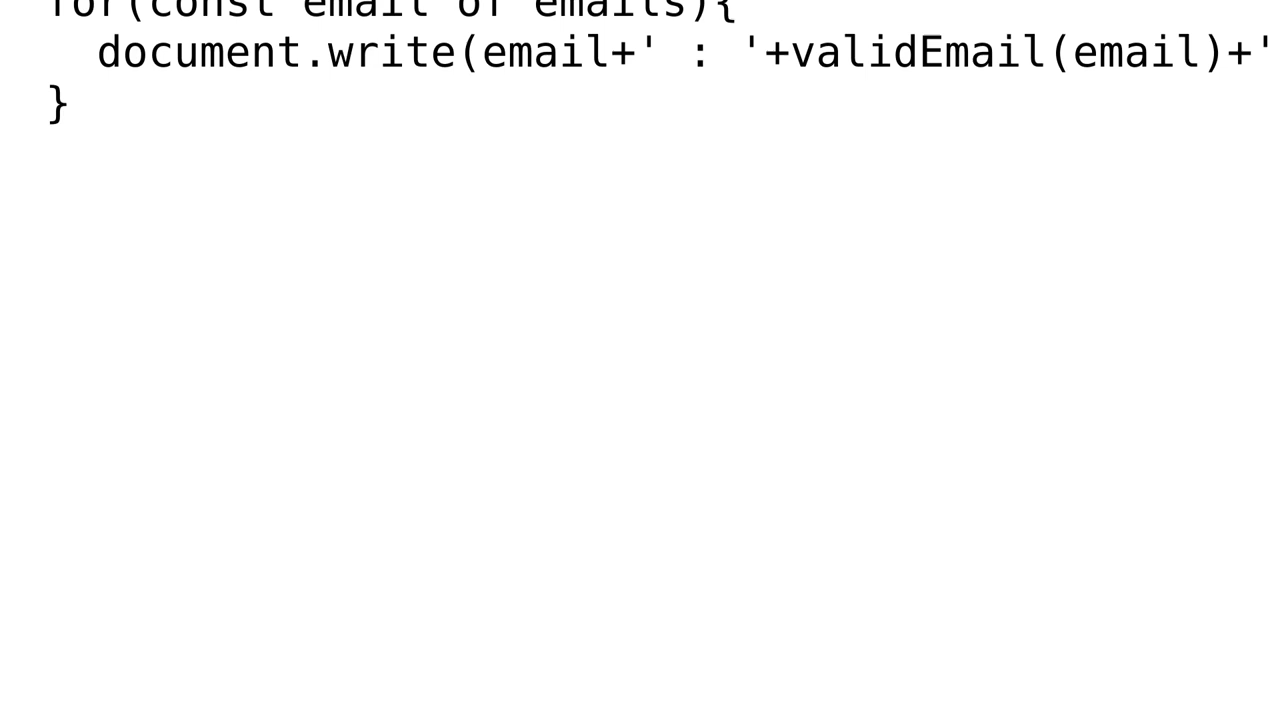 for(const email of emails){
  document.write(email+' : '+validEmail(email)+'
}